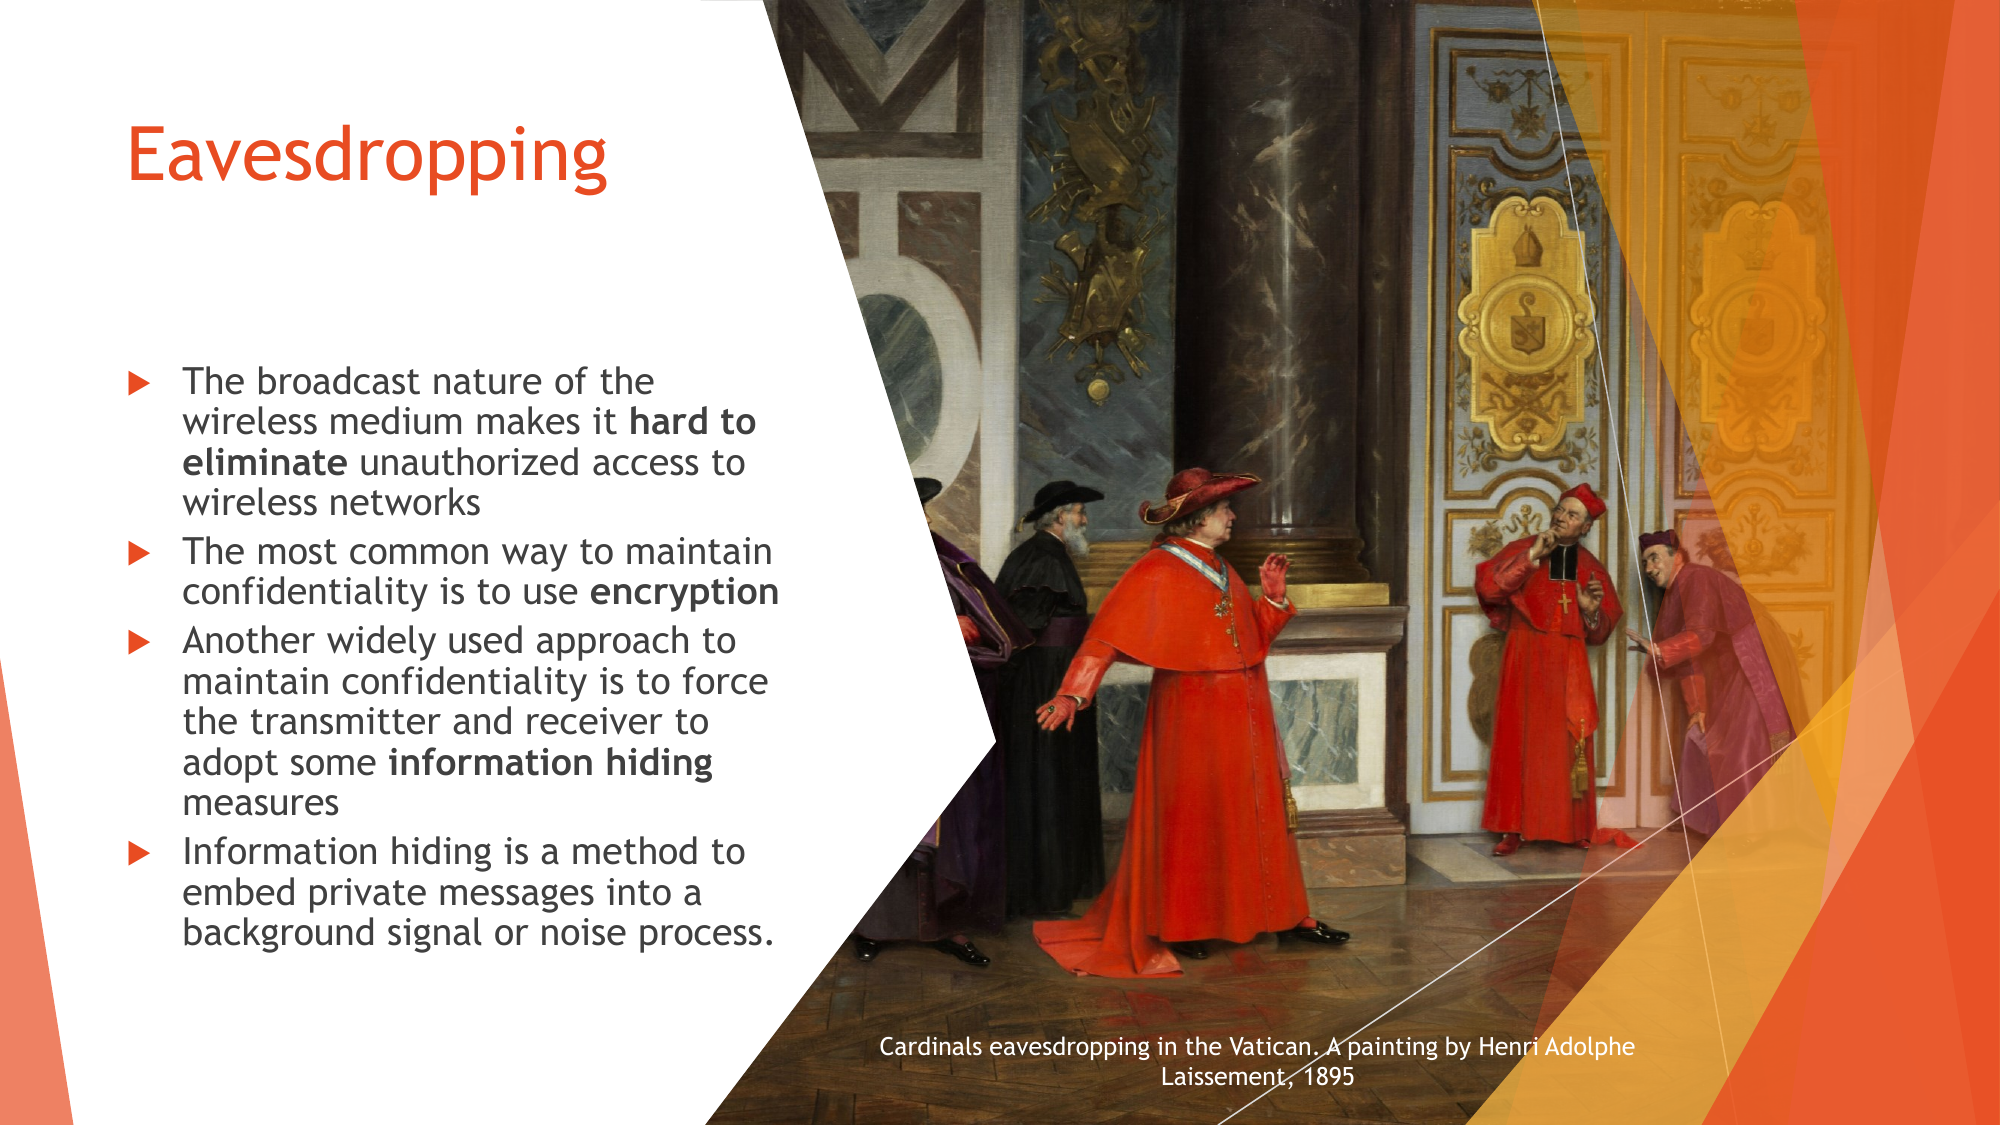 Eavesdropping
The broadcast nature of the
wireless medium makes it hard to
eliminate unauthorized access to
wireless networks
The most common way to maintain
confidentiality is to use encryption
Another widely used approach to
maintain confidentiality is to force
the transmitter and receiver to
adopt some information hiding
measures
Information hiding is a method to
embed private messages into a
background signal or noise process.
Cardinals eavesdropping in the Vatican. A painting by Henri Adolphe
Laissement, 1895